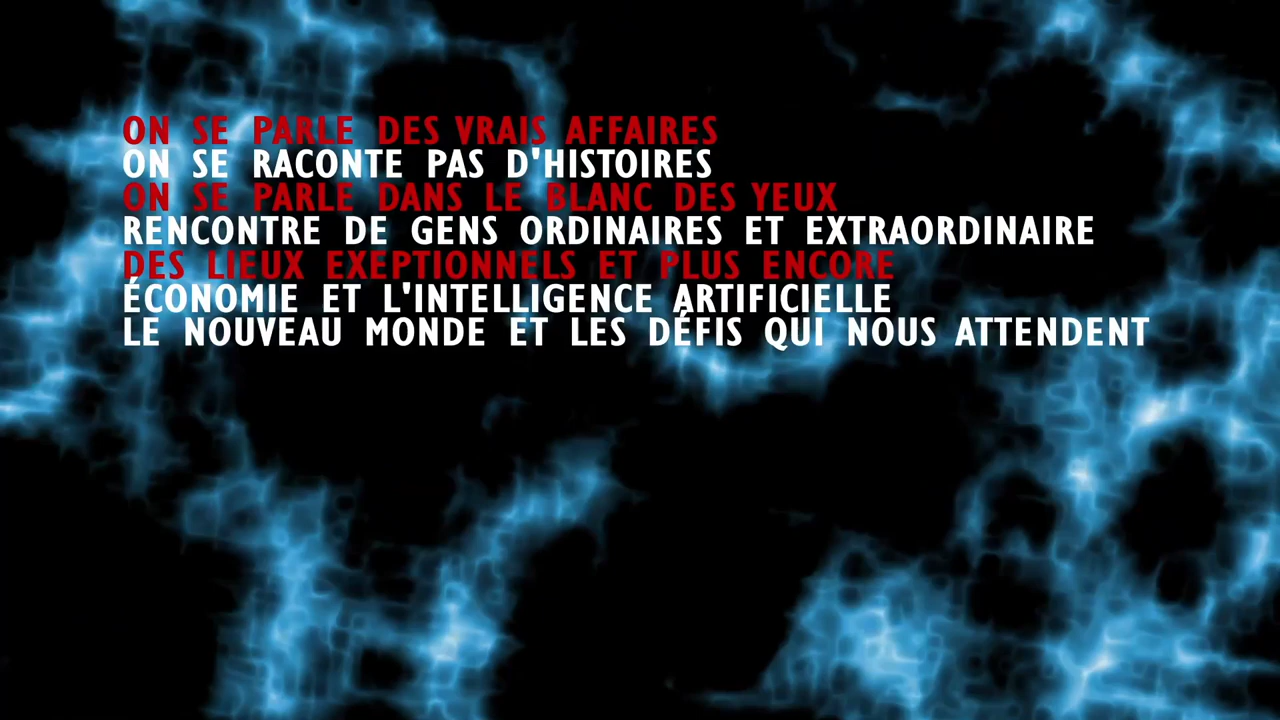 ON SE PARLE DES VRAIS AFFAIRES
ON SE RACONTE PAS D'HISTOIRES
ON SE PARLE DANS LE BLANC DES YEUX
RENCONTRE DE GENS ORDINAIRES ET EXTRAORDINAIRE
DES LIEUX EXEPTIONNELS ET PLUS ENCORE
ÉCONOMIE ET L'INTELLIGENCE ARTIFICIELLE
LE NOUVEAU MONDE ET LES DÉFIS QUI NOUS ATTENDENT